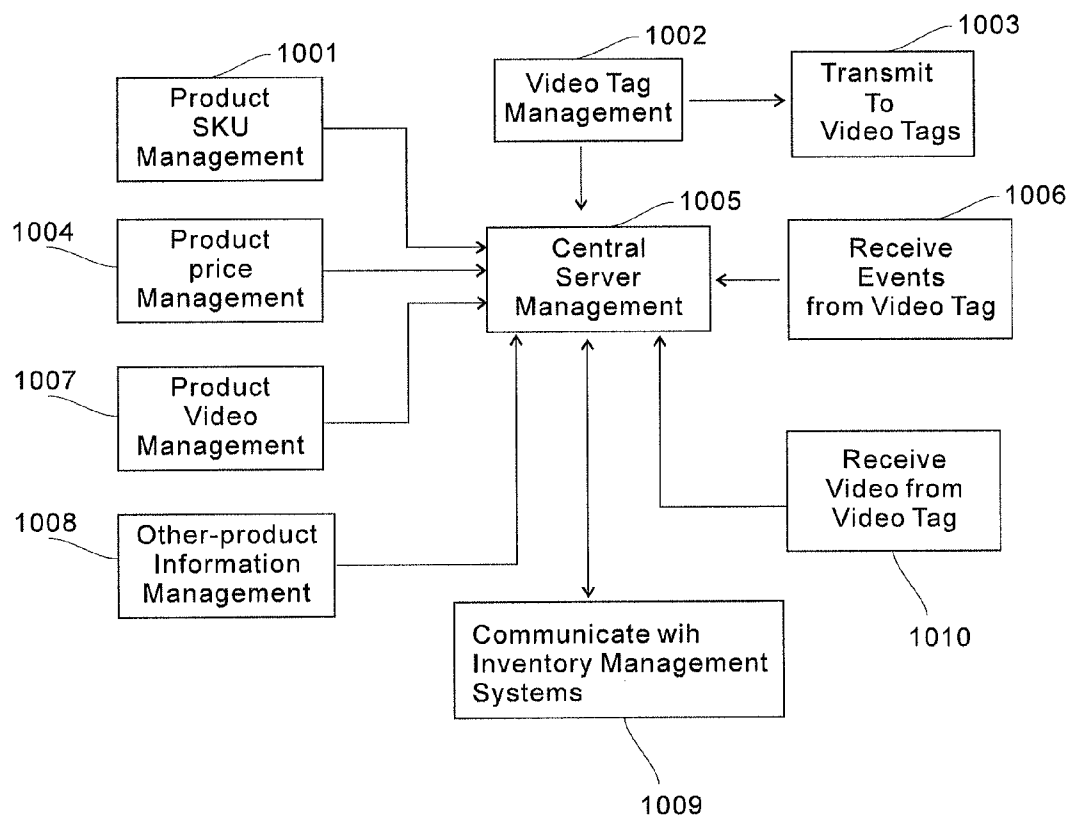 1001
Product
SKU
Management
1002
Video Tag
Management
1003
Transmit
To
Video Tags
1004
Product
price
Management
1005
Central
Server
Management
1006
Receive
Events
from Video Tag
1007
Product
Video
Management
1008
Other-product
Information
Management
Receive
Video from
Video Tag
1010
Communicate wih
Inventory Management
Systems
1009